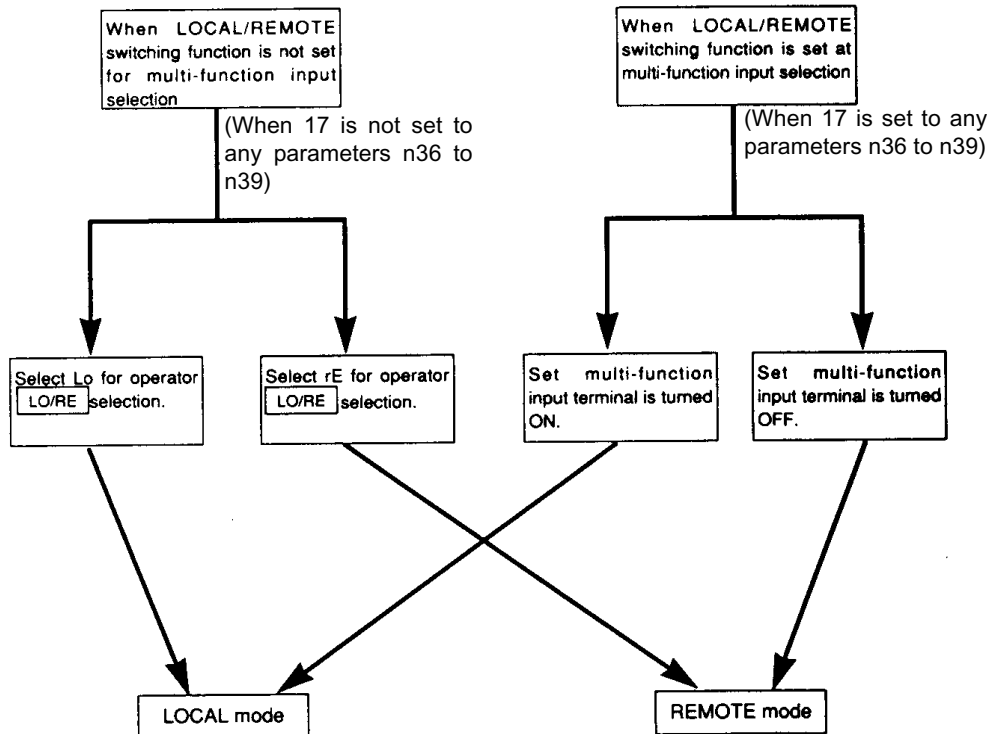 When LOCAL/REMOTE
switching function is not set
for multi-function input
selection
(When 17 is not set to
any parameters n36 to
n39)
When LOCAL/REMOTE
switching function is set at
multi-function input selection
(When 17 is set to any
parameters n36 to n39)
Select Lo for operator
LO/RE selection.
Select rE for operator
LO/RE selection.
Set multi-function
input terminal is turned
ON.
Set multi-function
input terminal is turned
OFF.
LOCAL mode
REMOTE mode